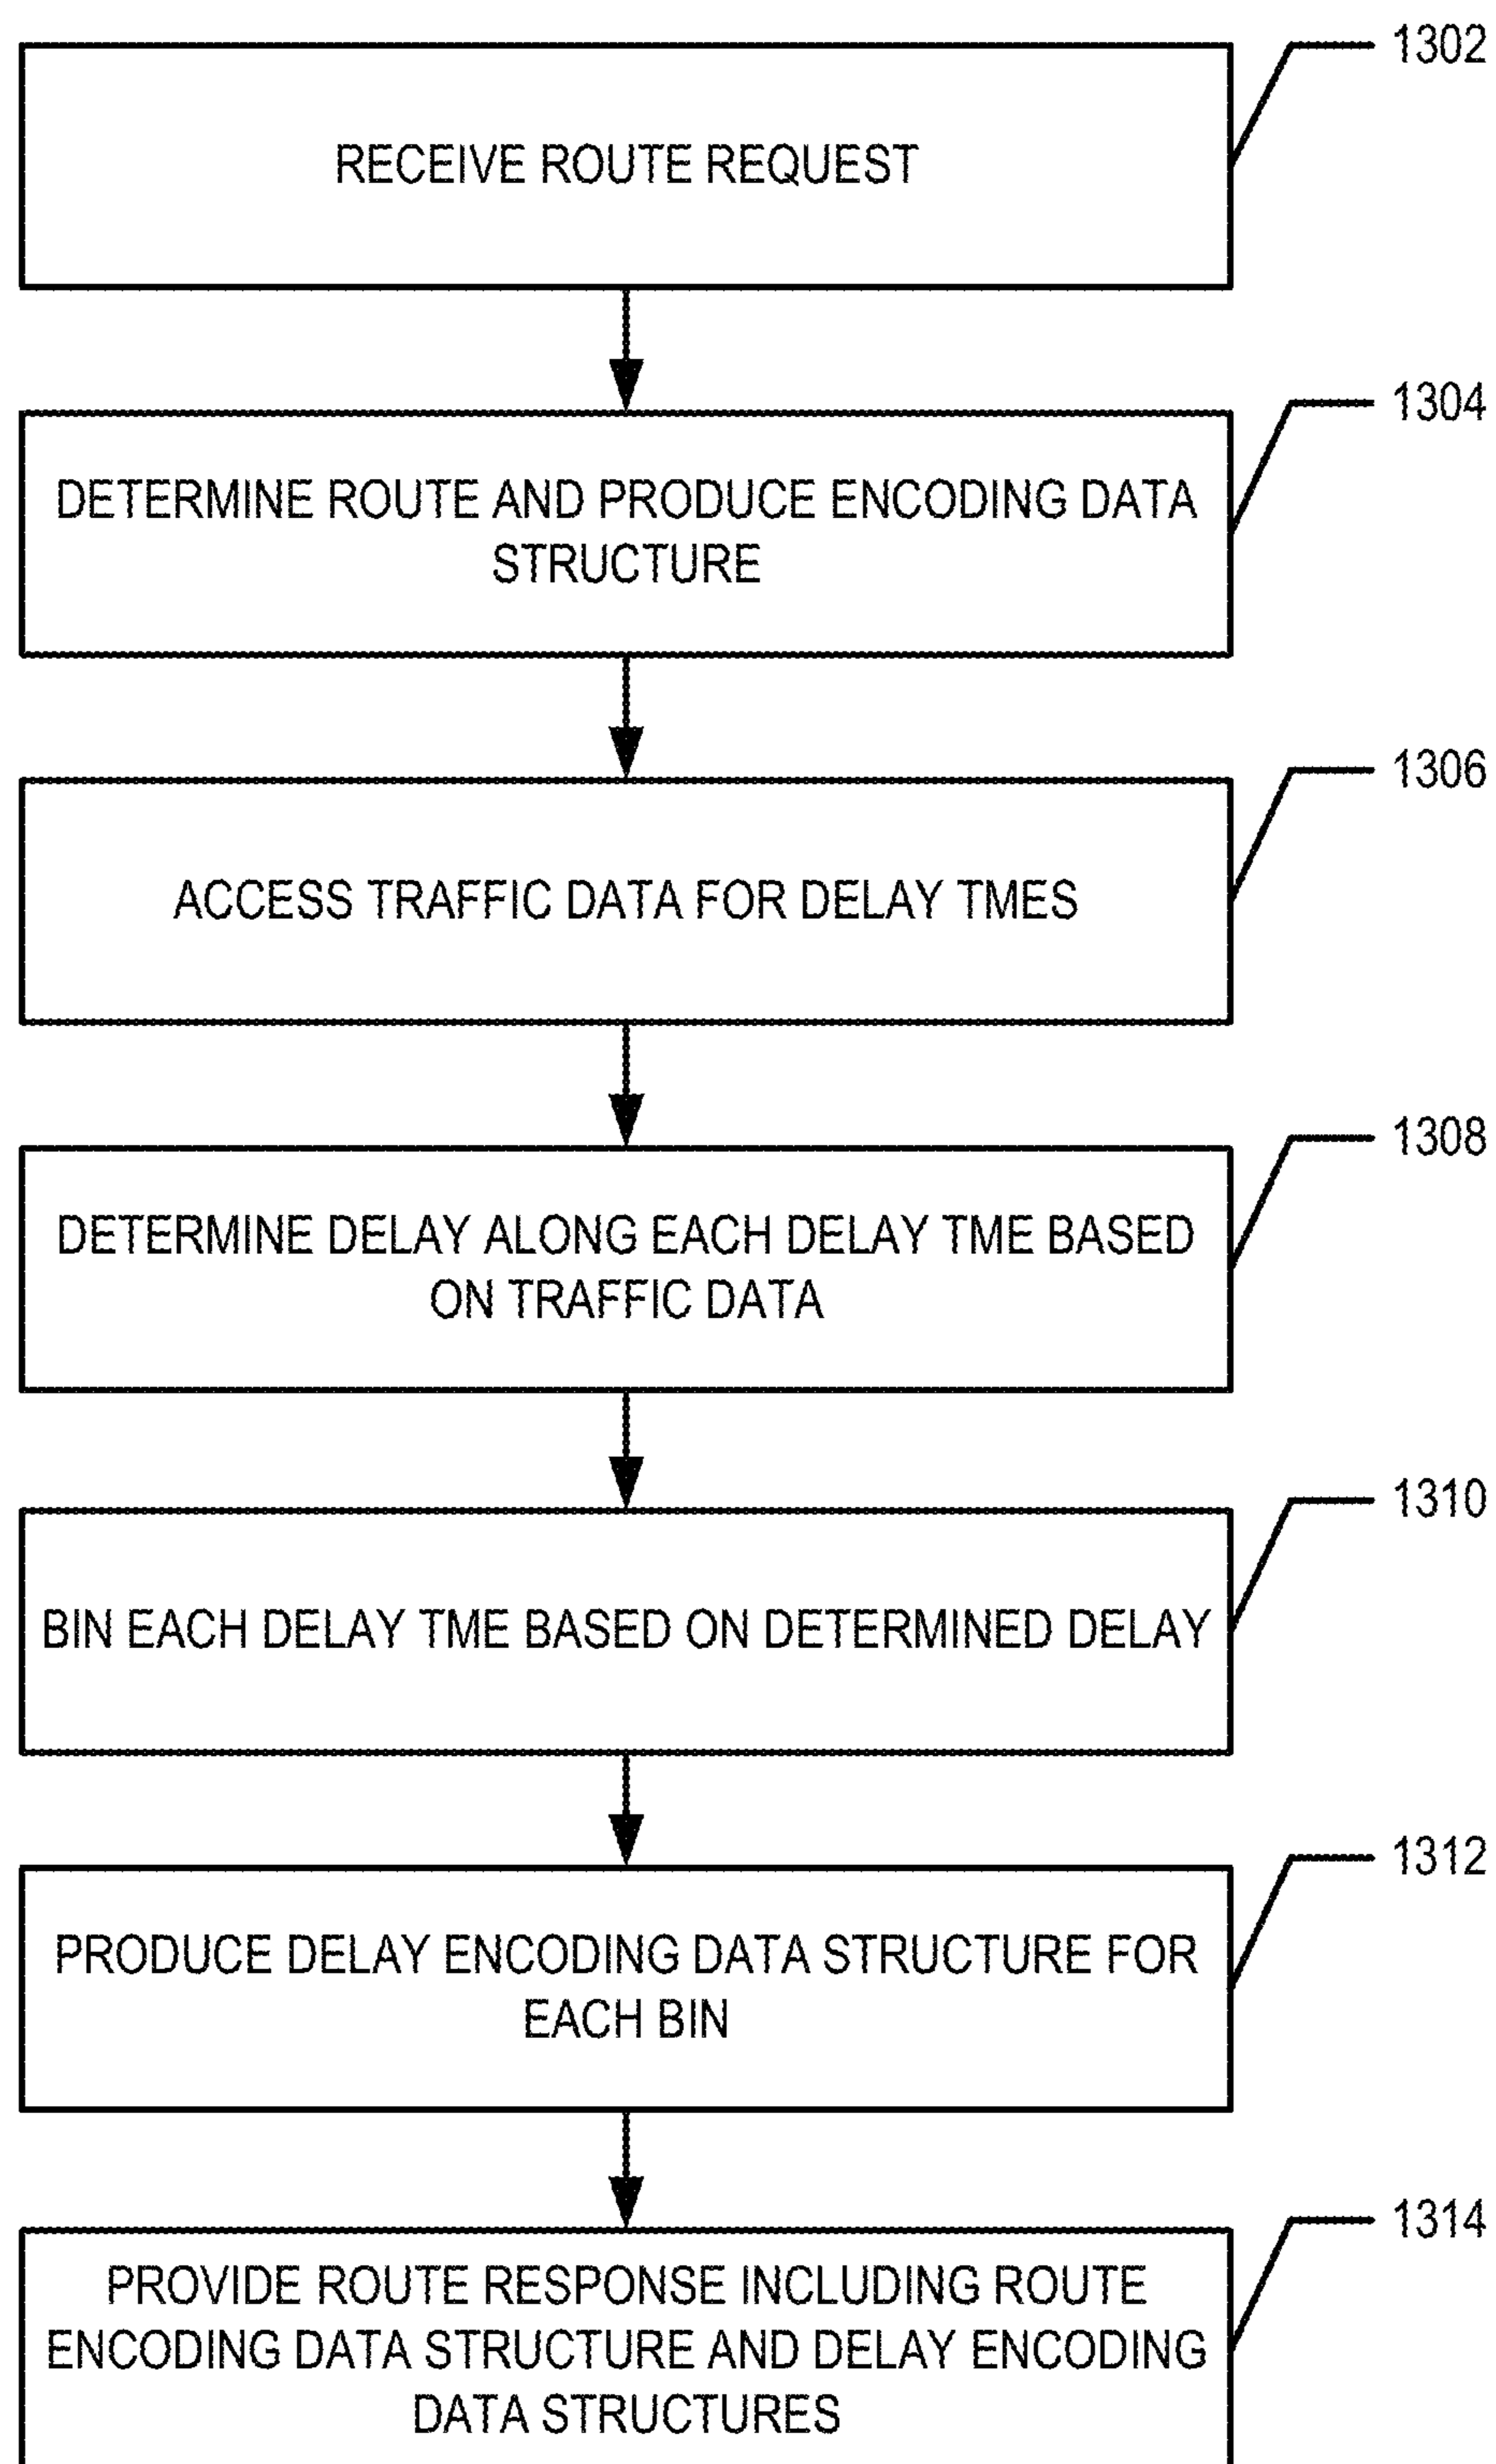 1302
RECEIVE ROUTE REQUEST
1304
DETERMINE ROUTE AND PRODUCE ENCODING DATA
STRUCTURE
1306
ACCESS TRAFFIC DATA FOR DELAY TMES
1308
DETERMINE DELAY ALONG EACH DELAY TME BASED
ON TRAFFIC DATA
1310
BIN EACH DELAY TME BASED ON DETERMINED DELAY
1312
PRODUCE DELAY ENCODING DATA STRUCTURE FOR
EACH BIN
1314
PROVIDE ROUTE RESPONSE INCLUDING ROUTE
ENCODING DATA STRUCTURE AND DELAY ENCODING
DATA STRUCTURES